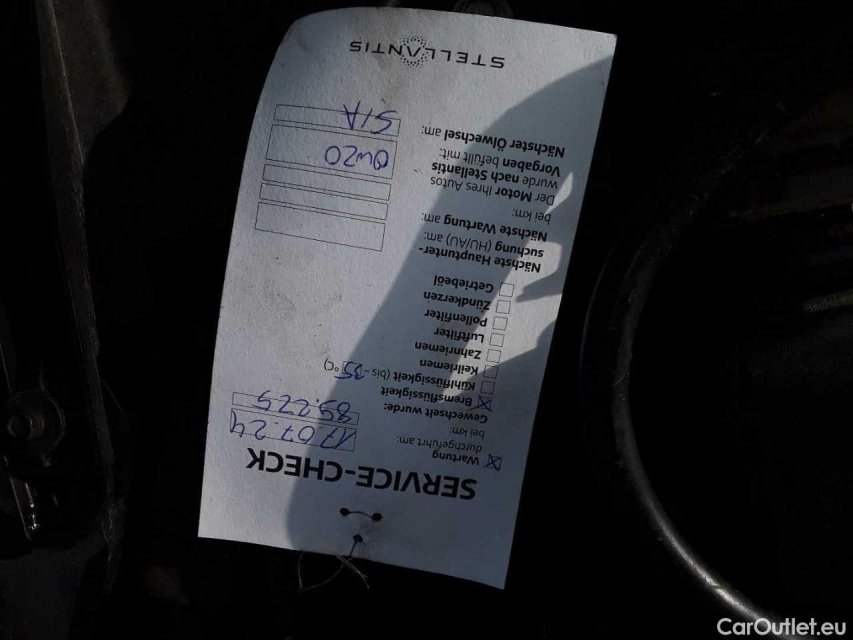 SERVICE-CHECK
☒ Wartung
durchgeführt am: 17.07.24
bei km: 89.229
Gewechselt wurde:
☒ Bremsflüssigkeit
☐ Kühlflüssigkeit (bis -35 °C)
☐ Keilriemen
☐ Zahnriemen
☐ Luftfilter
☐ Pollenfilter
☐ Zündkerzen
☐ Getriebeöl
Nächste Hauptunter-
suchung (HU/AU) am:
Nächste Wartung am:
bei km:
Der Motor Ihres Autos
wurde nach Stellantis
Vorgaben befüllt mit: 0W20
Nächster Ölwechsel am: S/A
STELLANTIS
CarOutlet.eu